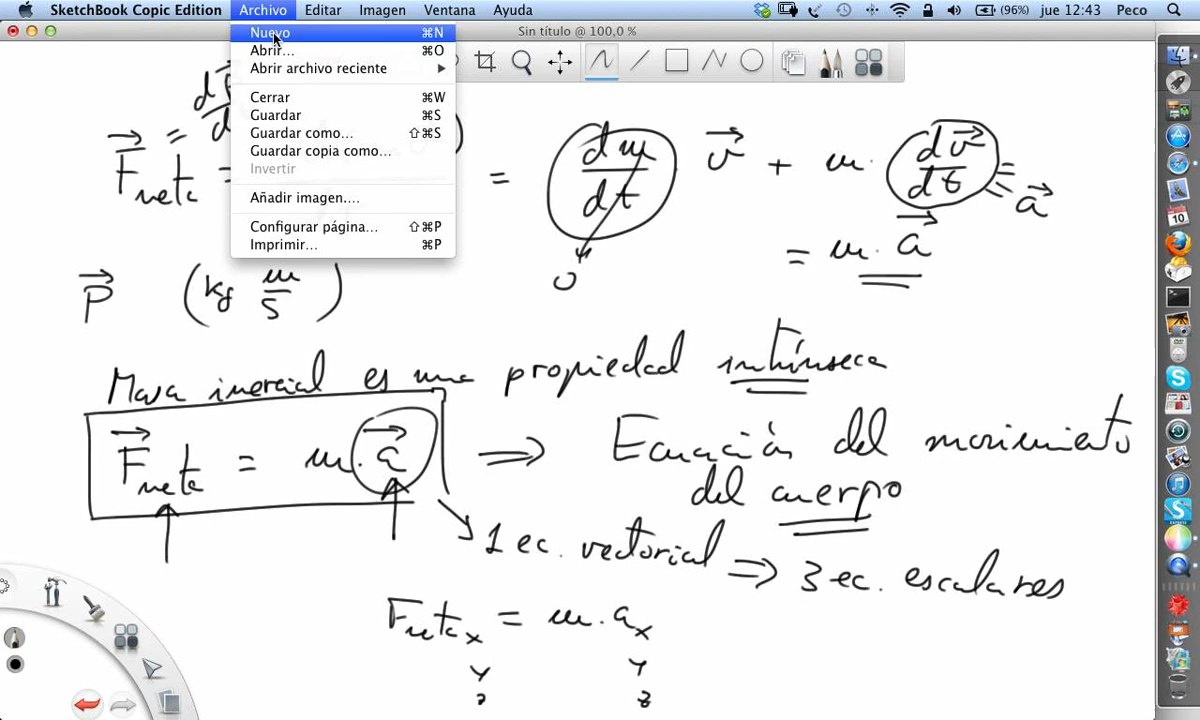 SketchBook Copic Edition Archivo Editar Imagen Ventana Ayuda (96%) jue 12:43 Peco
Sin título @ 100,0 %
Nuevo ⌘N
Abrir... ⌘O
Abrir archivo reciente ▶
Cerrar ⌘W
Guardar ⌘S
Guardar como... ⇧⌘S
Guardar copia como...
Invertir
Añadir imagen....
Configurar página... ⇧⌘P
Imprimir... ⌘P
F neta = = dm/dt v + m. dv/dt = a
0
= m. a
P (kg m/s)
Masa inercial es una propiedad intrínseca
F neta = m. a ⇒ Ecuación del movimiento
del cuerpo
1 ec. vectorial ⇒ 3 ec. escalares
F neta x = m. a x
y y
z z